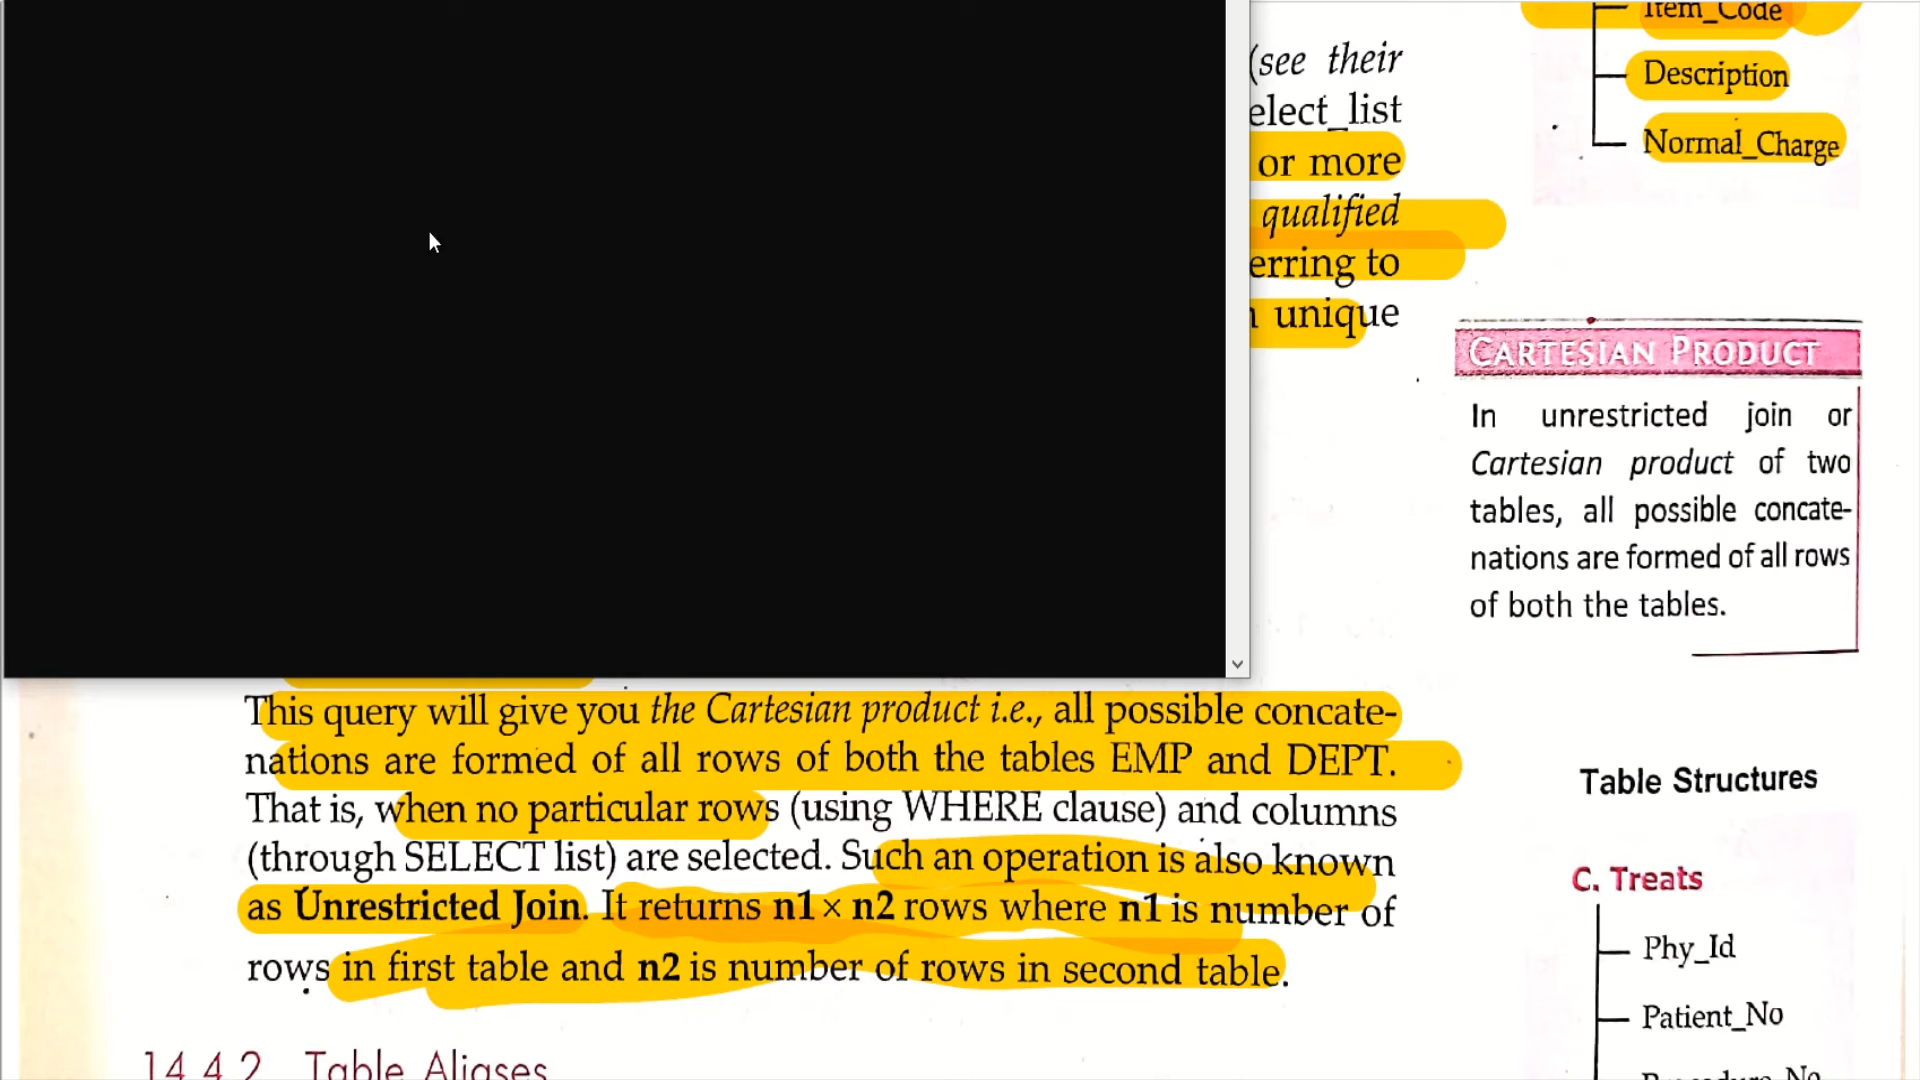 Item_Code
Description
Normal_Charge
(see their
elect_list
or more
qualified
erring to
unique
CARTESIAN PRODUCT
In unrestricted join or
Cartesian product of two
tables, all possible concate-
nations are formed of all rows
of both the tables.
This query will give you the Cartesian product i.e., all possible concate-
nations are formed of all rows of both the tables EMP and DEPT.
That is, when no particular rows (using WHERE clause) and columns
(through SELECT list) are selected. Such an operation is also known
as Unrestricted Join. It returns n1 × n2 rows where n1 is number of
rows in first table and n2 is number of rows in second table.
Table Structures
C. Treats
Phy_Id
Patient_No
14.4.2 Table Aliases